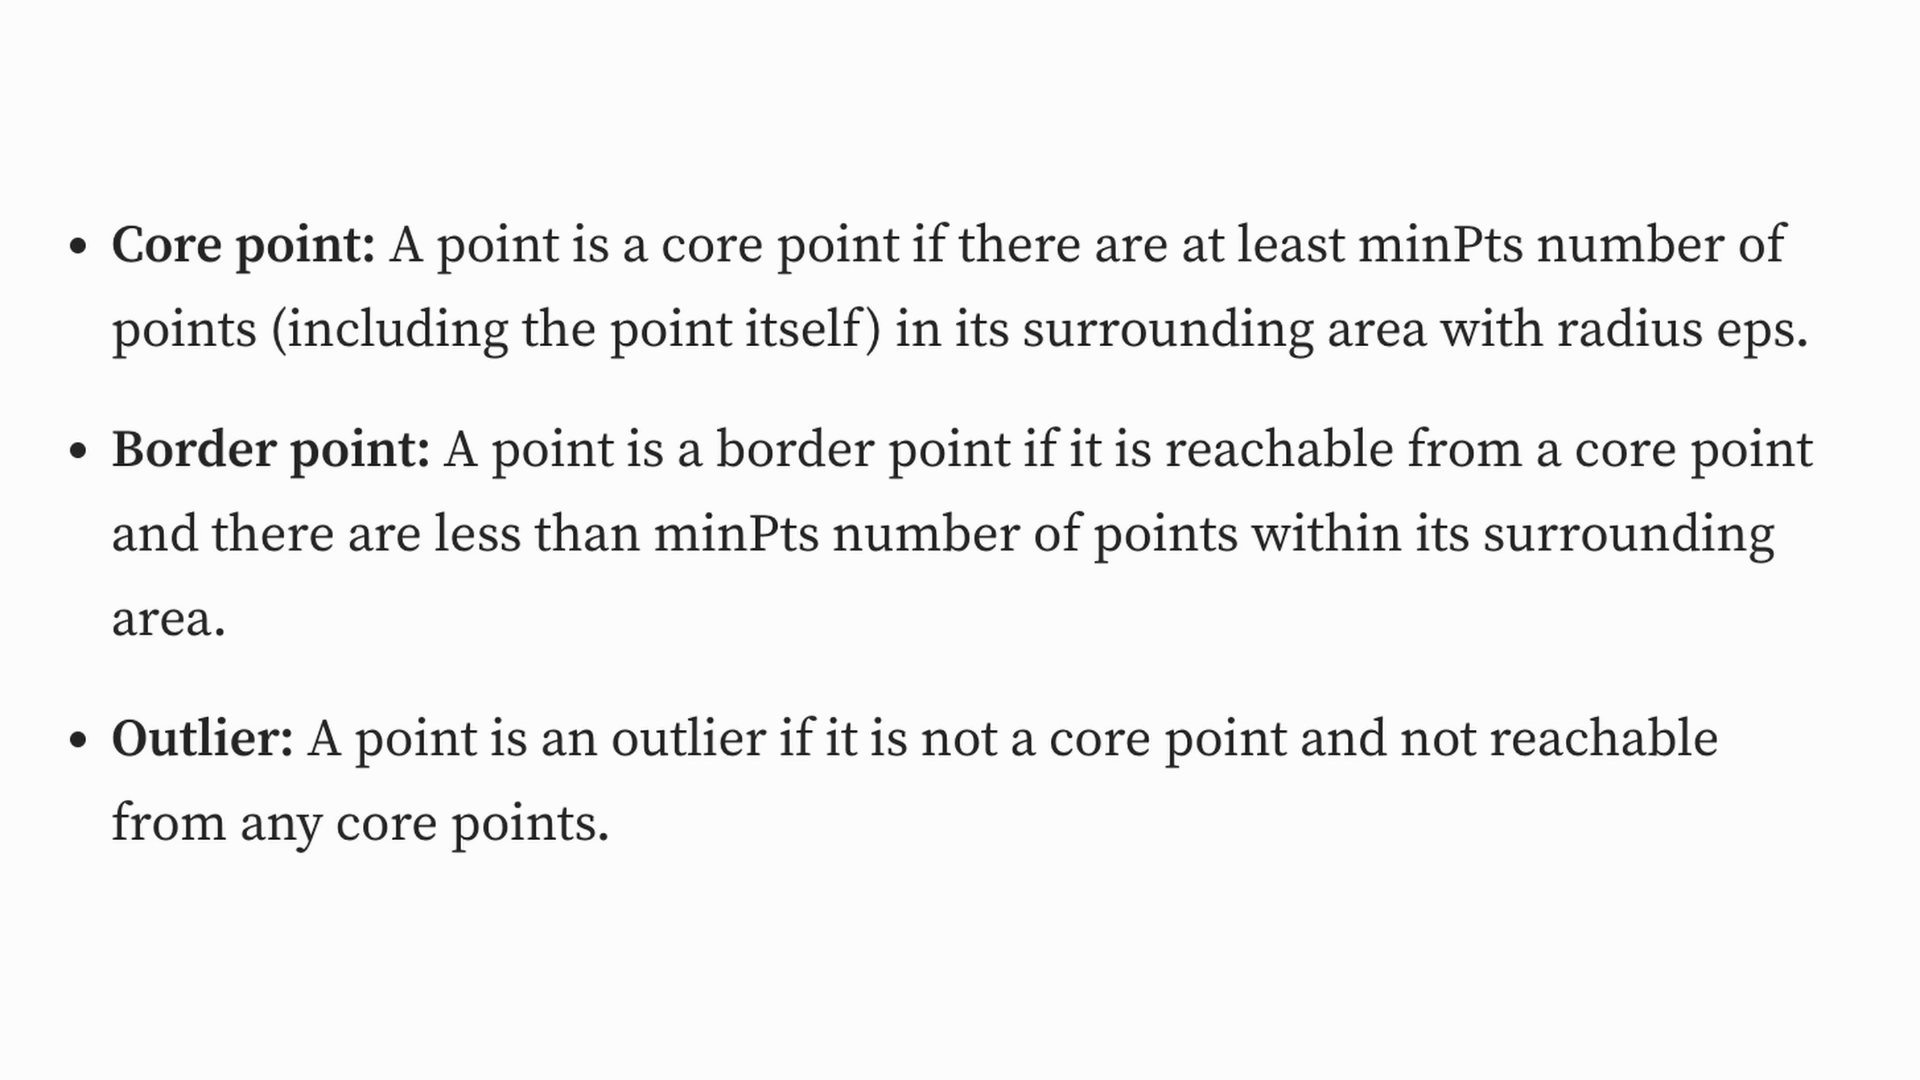 • Core point: A point is a core point if there are at least minPts number of
points (including the point itself) in its surrounding area with radius eps.
• Border point: A point is a border point if it is reachable from a core point
and there are less than minPts number of points within its surrounding
area.
• Outlier: A point is an outlier if it is not a core point and not reachable
from any core points.